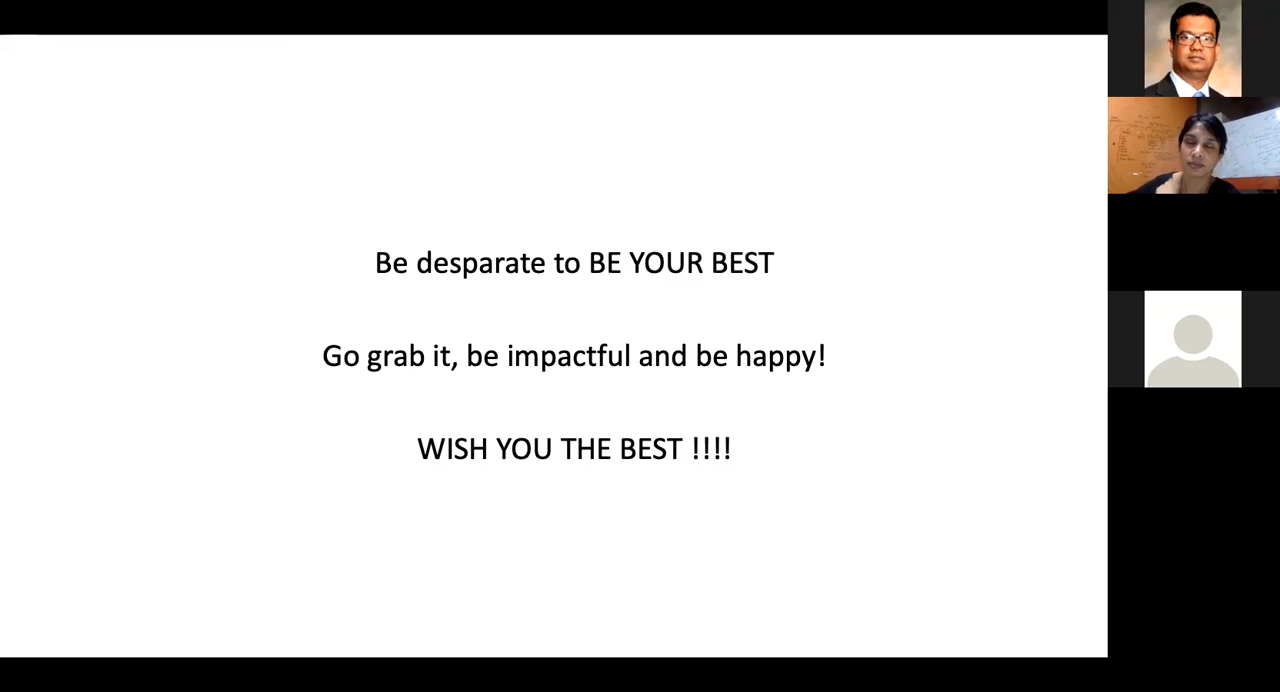 Be desparate to BE YOUR BEST
Go grab it, be impactful and be happy!
WISH YOU THE BEST !!!!